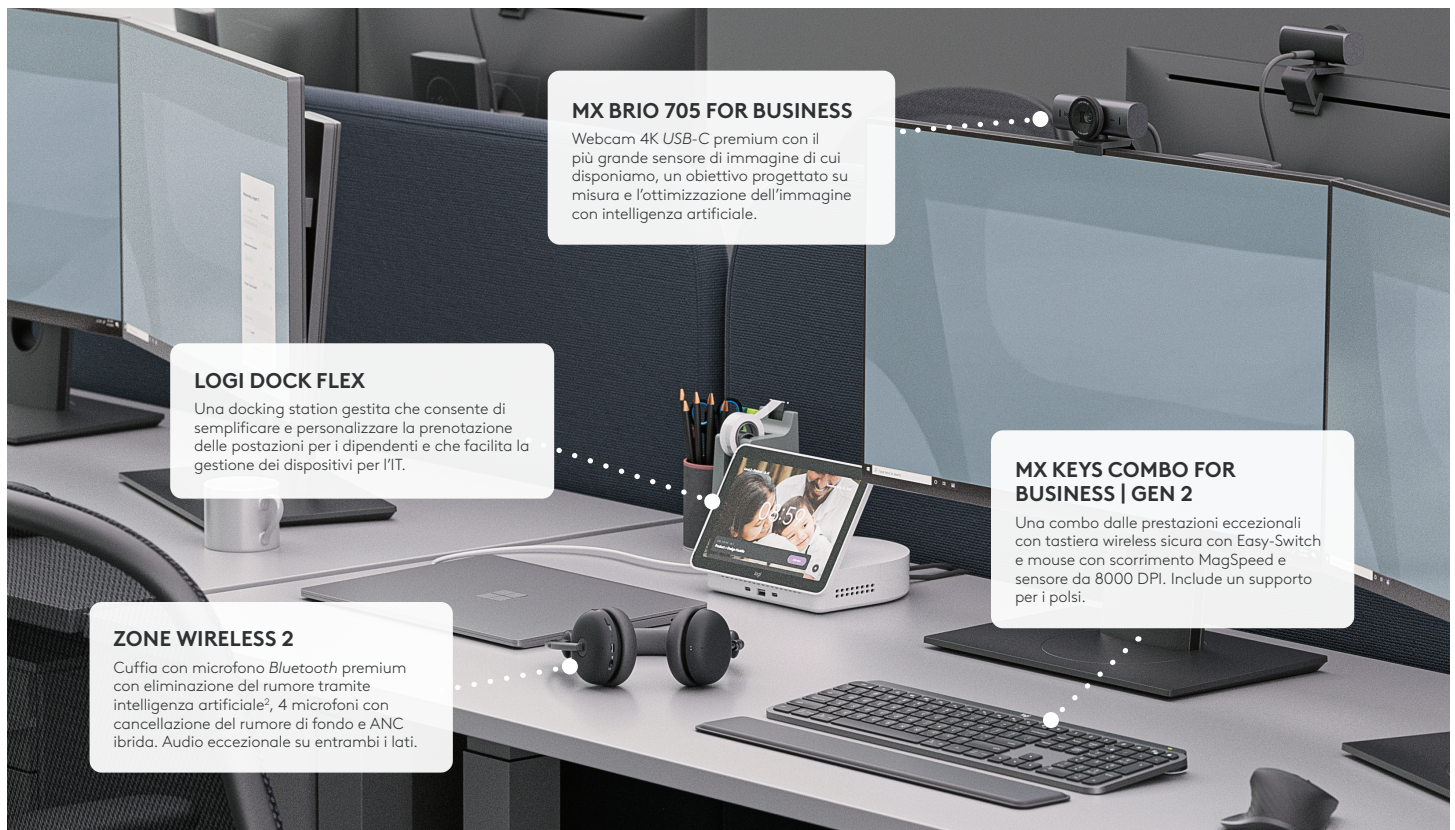 MX BRIO 705 FOR BUSINESS
Webcam 4K USB-C premium con il
più grande sensore di immagine di cui
disponiamo, un obiettivo progettato su
misura e l'ottimizzazione dell'immagine
con intelligenza artificiale.
LOGI DOCK FLEX
Una docking station gestita che consente di
semplificare e personalizzare la prenotazione
delle postazioni per i dipendenti e che facilita la
gestione dei dispositivi per l'IT.
08:59
MX KEYS COMBO FOR
BUSINESS | GEN 2
Una combo dalle prestazioni eccezionali
con tastiera wireless sicura con Easy-Switch
e mouse con scorrimento MagSpeed e
sensore da 8000 DPI. Include un supporto
per i polsi.
ZONE WIRELESS 2
Cuffia con microfono Bluetooth premium
con eliminazione del rumore tramite
intelligenza artificiale², 4 microfoni con
cancellazione del rumore di fondo e ANC
ibrida. Audio eccezionale su entrambi i lati.